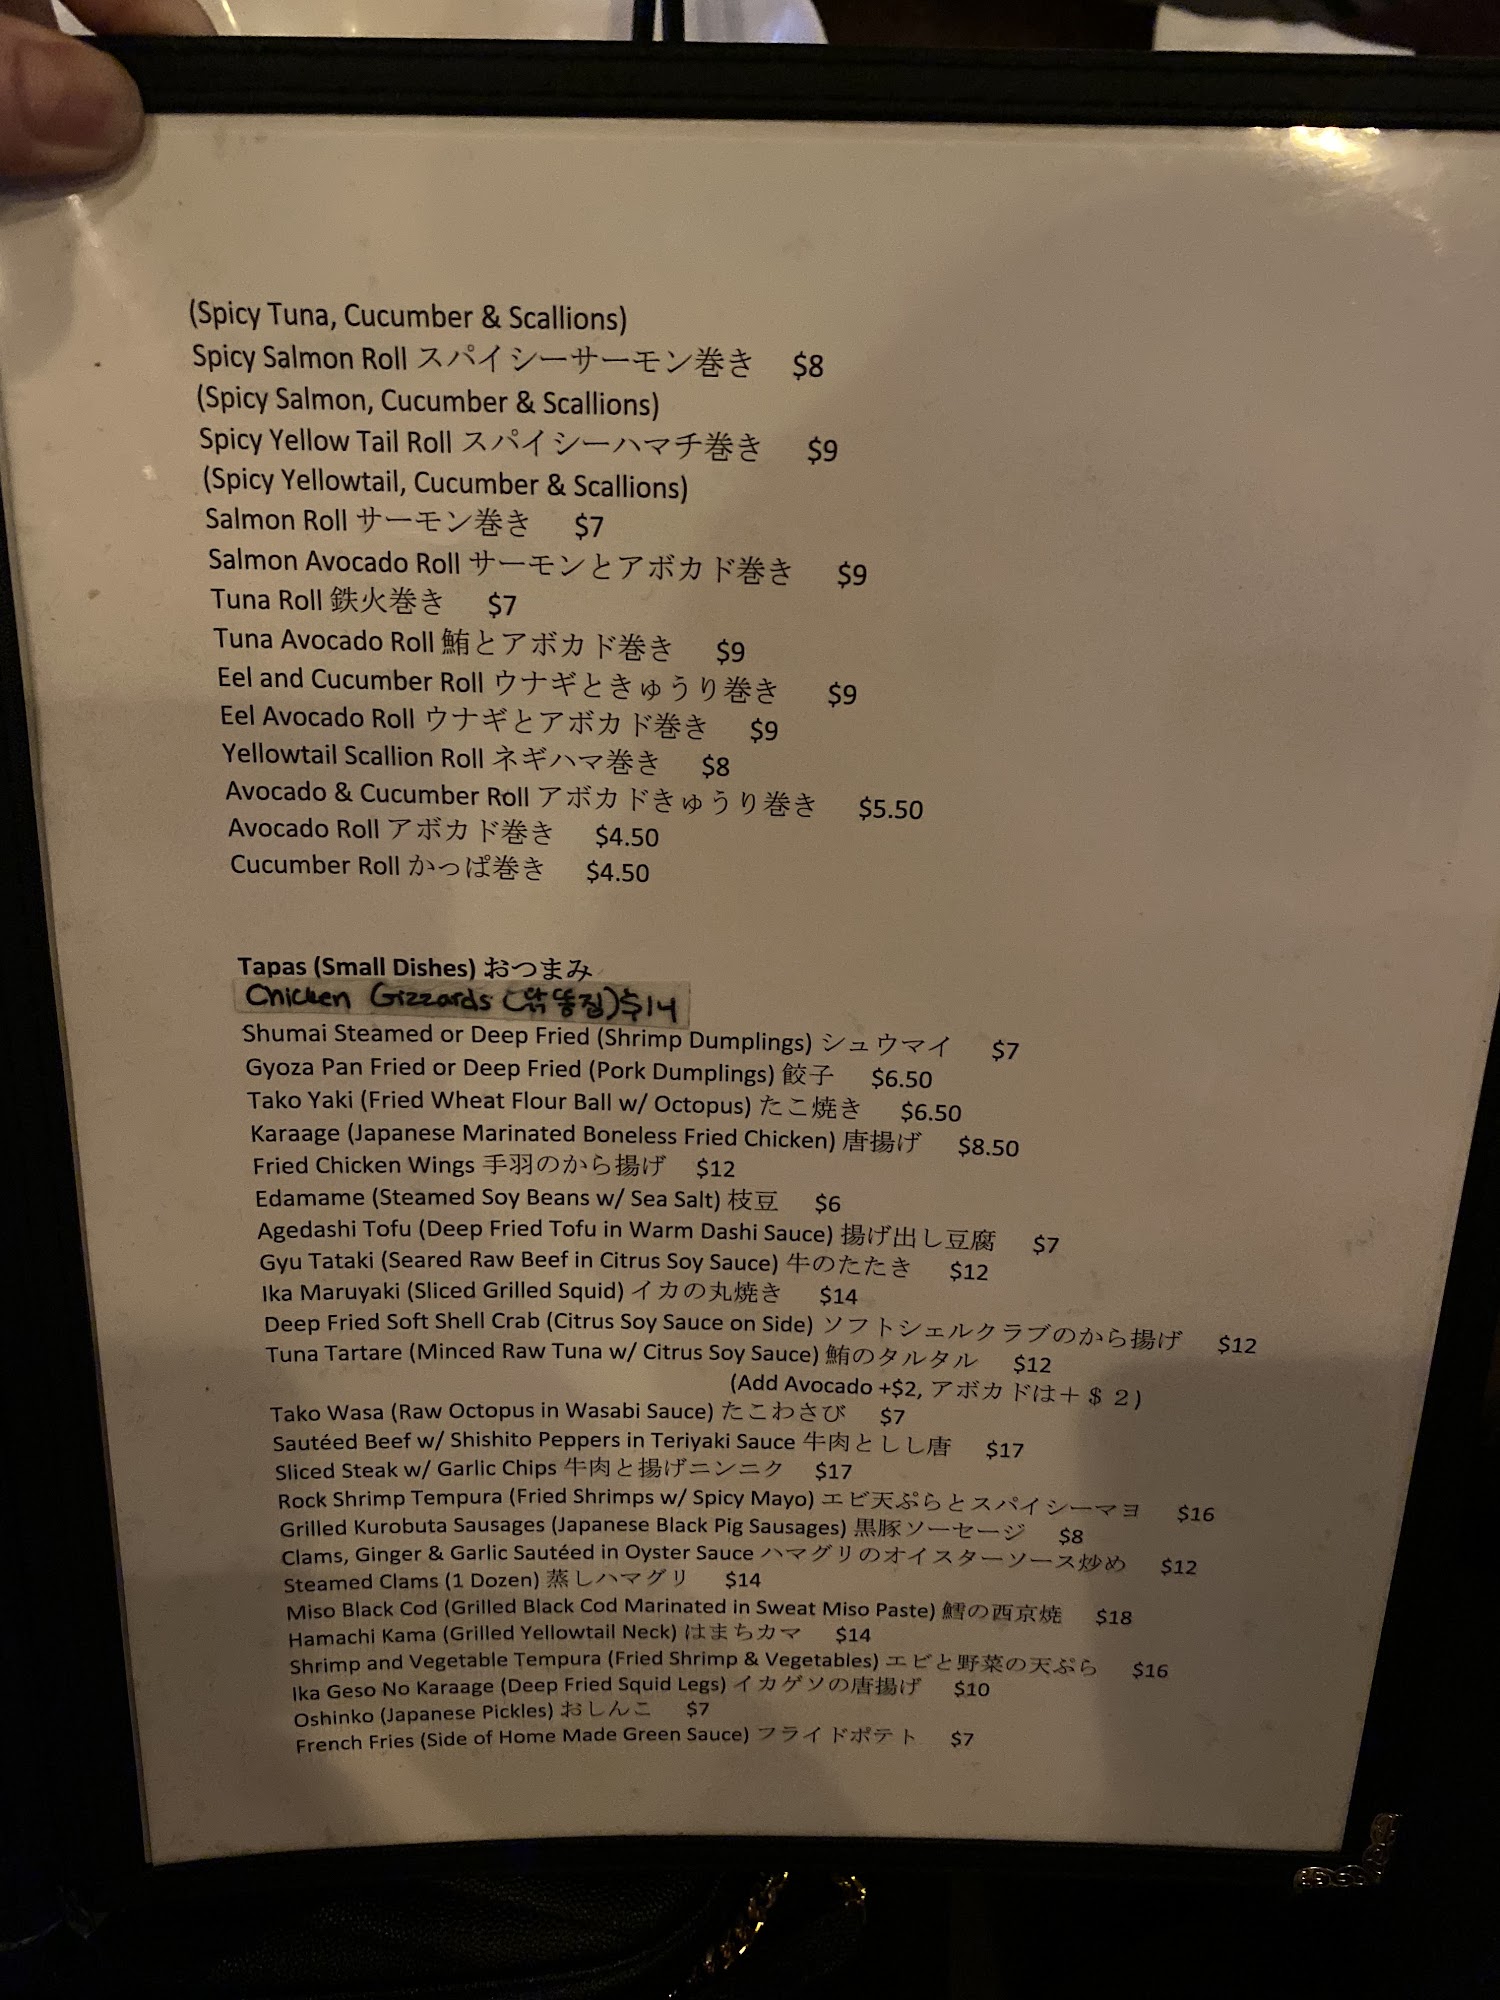 (Spicy Tuna, Cucumber & Scallions)
Spicy Salmon Roll スパイシーサーモン巻き $8
(Spicy Salmon, Cucumber & Scallions)
Spicy Yellow Tail Roll スパイシーハマチ巻き $9
(Spicy Yellowtail, Cucumber & Scallions)
Salmon Roll サーモン巻き $7
Salmon Avocado Roll サーモンとアボカド巻き $9
Tuna Roll 鉄火巻き $7
Tuna Avocado Roll 鮪とアボカド巻き $9
Eel and Cucumber Roll ウナギときゅうり巻き $9
Eel Avocado Roll ウナギとアボカド巻き $9
Yellowtail Scallion Roll ネギハマ巻き $8
Avocado & Cucumber Roll アボカドきゅうり巻き $5.50
Avocado Roll アボカド巻き $4.50
Cucumber Roll かっぱ巻き $4.50
Tapas (Small Dishes) おつまみ
Chicken Gizzards (닭똥집) $14
Shumai Steamed or Deep Fried (Shrimp Dumplings) シュウマイ $7
Gyoza Pan Fried or Deep Fried (Pork Dumplings) 餃子 $6.50
Tako Yaki (Fried Wheat Flour Ball w/ Octopus) たこ焼き $6.50
Karaage (Japanese Marinated Boneless Fried Chicken) 唐揚げ $8.50
Fried Chicken Wings 手羽のから揚げ $12
Edamame (Steamed Soy Beans w/ Sea Salt) 枝豆 $6
Agedashi Tofu (Deep Fried Tofu in Warm Dashi Sauce) 揚げ出し豆腐 $7
Gyu Tataki (Seared Raw Beef in Citrus Soy Sauce) 牛のたたき $12
Ika Maruyaki (Sliced Grilled Squid) イカの丸焼き $14
Deep Fried Soft Shell Crab (Citrus Soy Sauce on Side) ソフトシェルクラブのから揚げ $12
Tuna Tartare (Minced Raw Tuna w/ Citrus Soy Sauce) 鮪のタルタル $12
(Add Avocado +$2, アボカドは＋＄２)
Tako Wasa (Raw Octopus in Wasabi Sauce) たこわさび $7
Sautéed Beef w/ Shishito Peppers in Teriyaki Sauce 牛肉としし唐 $17
Sliced Steak w/ Garlic Chips 牛肉と揚げニンニク $17
Rock Shrimp Tempura (Fried Shrimps w/ Spicy Mayo) エビ天ぷらとスパイシーマヨ $16
Grilled Kurobuta Sausages (Japanese Black Pig Sausages) 黒豚ソーセージ $8
Clams, Ginger & Garlic Sautéed in Oyster Sauce ハマグリのオイスターソース炒め $12
Steamed Clams (1 Dozen) 蒸しハマグリ $14
Miso Black Cod (Grilled Black Cod Marinated in Sweat Miso Paste) 鱈の西京焼 $18
Hamachi Kama (Grilled Yellowtail Neck) はまちカマ $14
Shrimp and Vegetable Tempura (Fried Shrimp & Vegetables) エビと野菜の天ぷら $16
Ika Geso No Karaage (Deep Fried Squid Legs) イカゲソの唐揚げ $10
Oshinko (Japanese Pickles) おしんこ $7
French Fries (Side of Home Made Green Sauce) フライドポテト $7